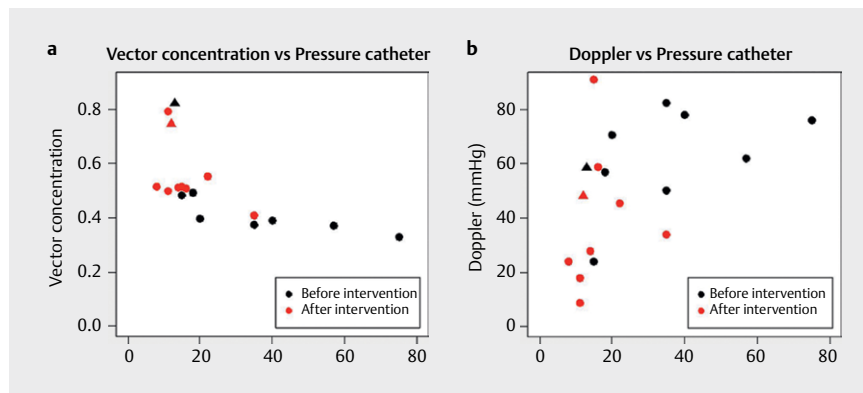 a Vector concentration vs Pressure catheter
Vector concentration
0.8
0.6
0.4
0.2
0.0
0 20 40 60 80
Before intervention
After intervention
b Doppler vs Pressure catheter
Doppler (mmHg)
80
60
40
20
0
0 20 40 60 80
Before intervention
After intervention